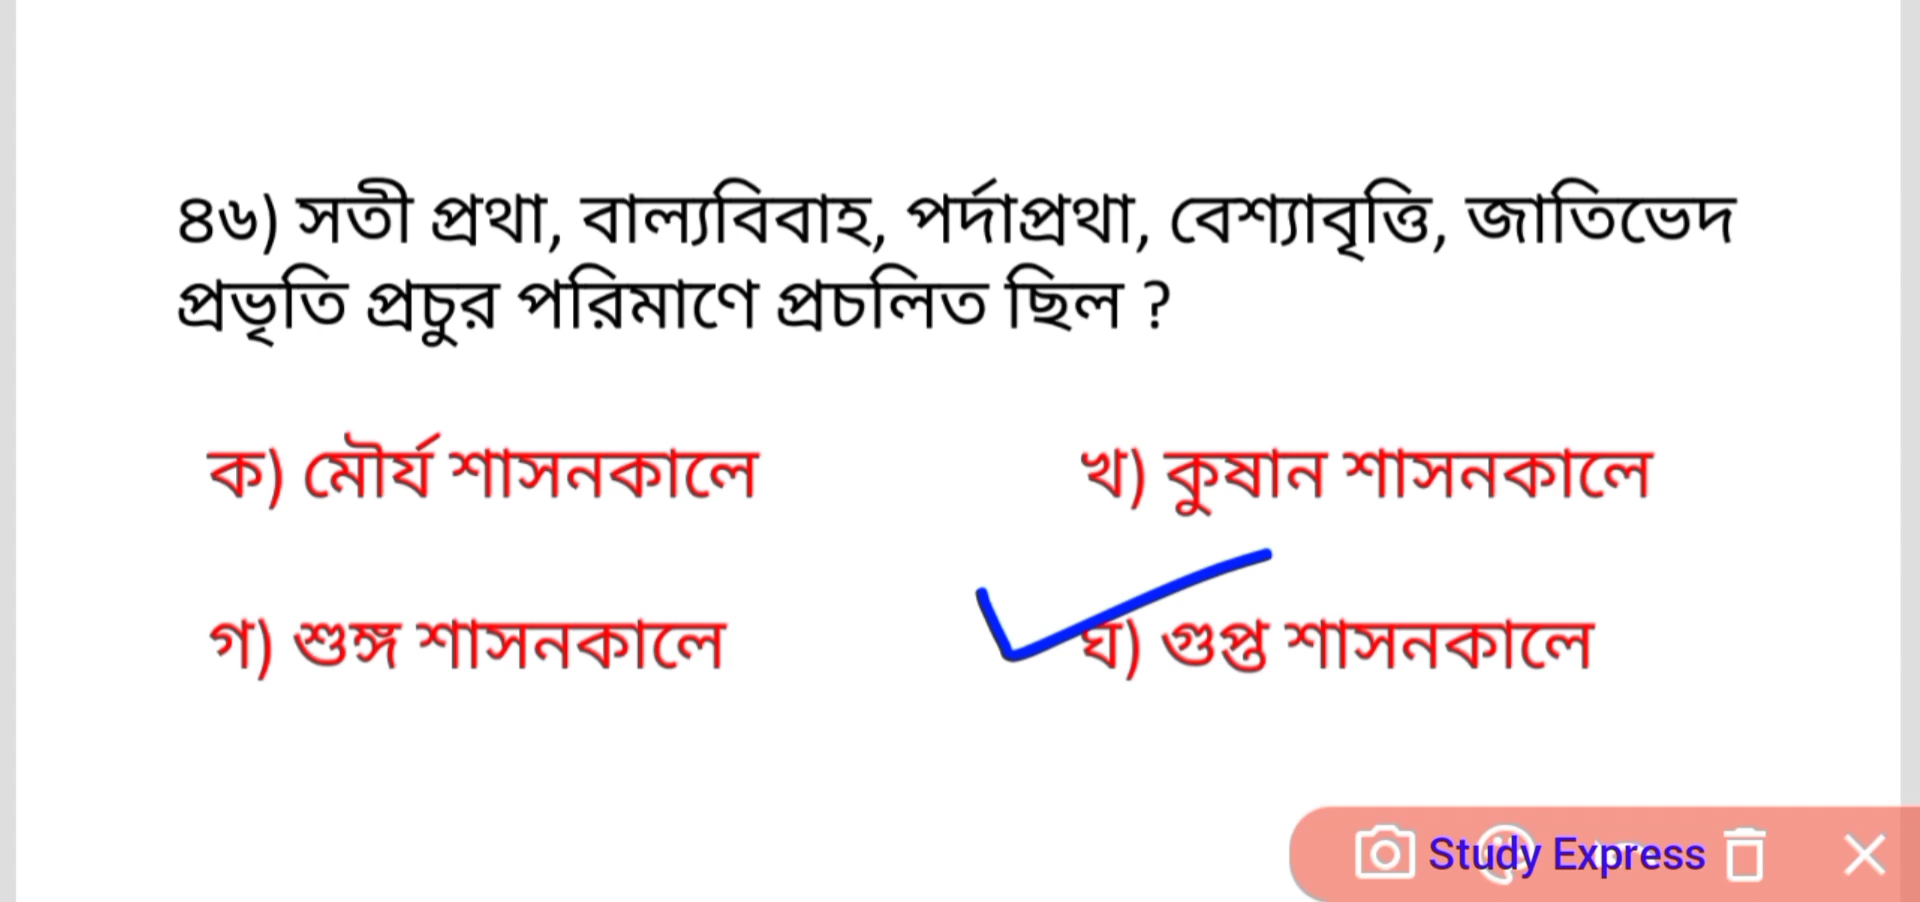 ৪৬) সতী প্রথা, বাল্যবিবাহ, পর্দাপ্রথা, বেশ্যাবৃত্তি, জাতিভেদ
প্রভৃতি প্রচুর পরিমাণে প্রচলিত ছিল ?
ক) মৌর্য শাসনকালে
খ) কুষান শাসনকালে
গ) শুঙ্গ শাসনকালে
ঘ) গুপ্ত শাসনকালে
Study Express